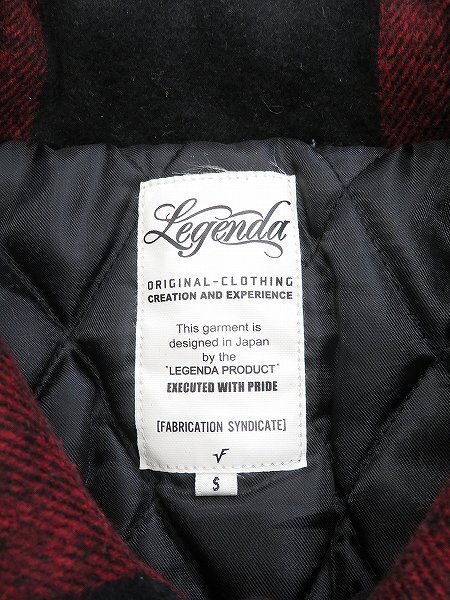 Legenda
ORIGINAL-CLOTHING
CREATION AND EXPERIENCE
This garment is
designed in Japan
by the
"LEGENDA PRODUCT"
EXECUTED WITH PRIDE
[FABRICATION SYNDICATE]
S